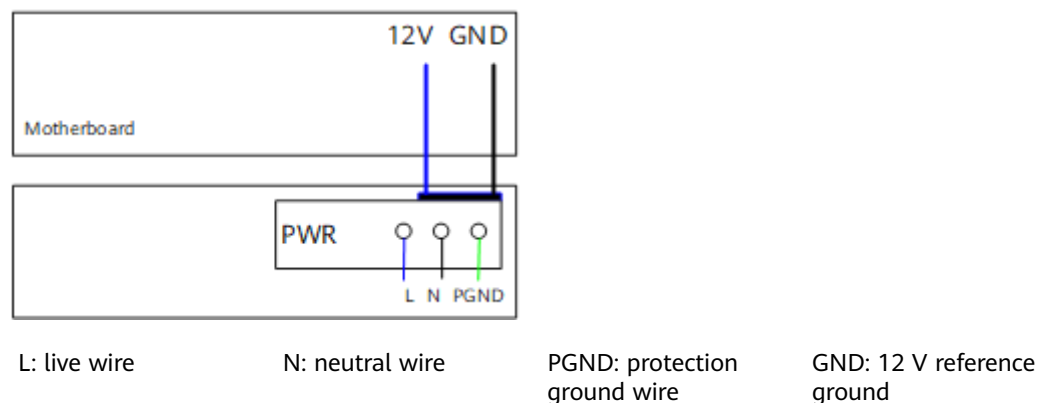 12V GND
Motherboard
PWR
L N PGND
L: live wire
N: neutral wire
PGND: protection
ground wire
GND: 12 V reference
ground